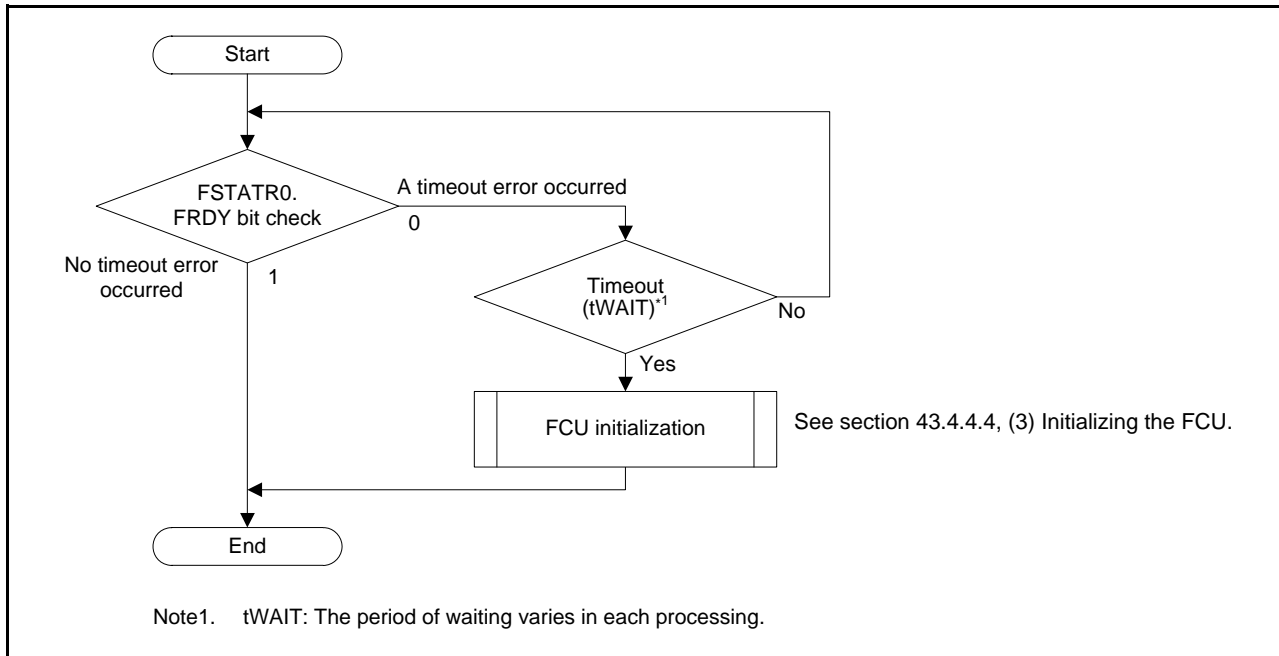 Start
FSTATR0.
FRDY bit check
A timeout error occurred
0
No timeout error
occurred
1
Timeout
(tWAIT)*1
No
Yes
FCU initialization
See section 43.4.4.4, (3) Initializing the FCU.
End
Note1. tWAIT: The period of waiting varies in each processing.